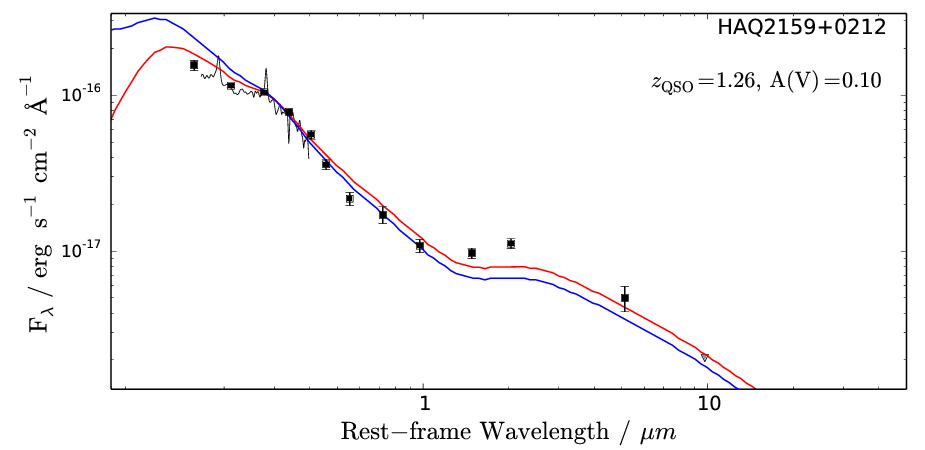 HAQ2159+0212
z_QSO=1.26, A(V)=0.10
10^−16
10^−17
F_λ / erg s^−1 cm^−2 Å^−1
1
10
Rest−frame Wavelength / μm